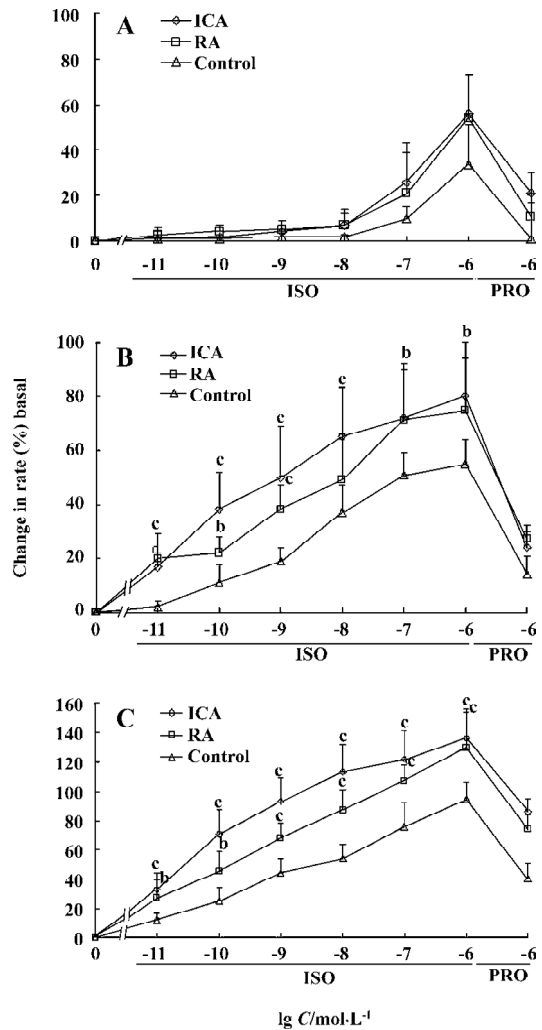 A
ICA
RA
Control
100
80
60
40
20
0
0 -11 -10 -9 -8 -7 -6 -6
ISO PRO
B
ICA
RA
Control
100
80
60
40
20
0
c c c c b b
c b c
0 -11 -10 -9 -8 -7 -6 -6
ISO PRO
Change in rate (%) basal
C
ICA
RA
Control
160
140
120
100
80
60
40
20
0
c c c c c c
b b c c c c
0 -11 -10 -9 -8 -7 -6 -6
ISO PRO
lg C/mol·L⁻¹